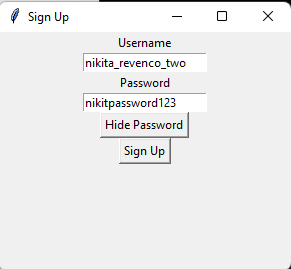 Sign Up
Username
nikita_revenco_two
Password
nikitpassword123
Hide Password
Sign Up